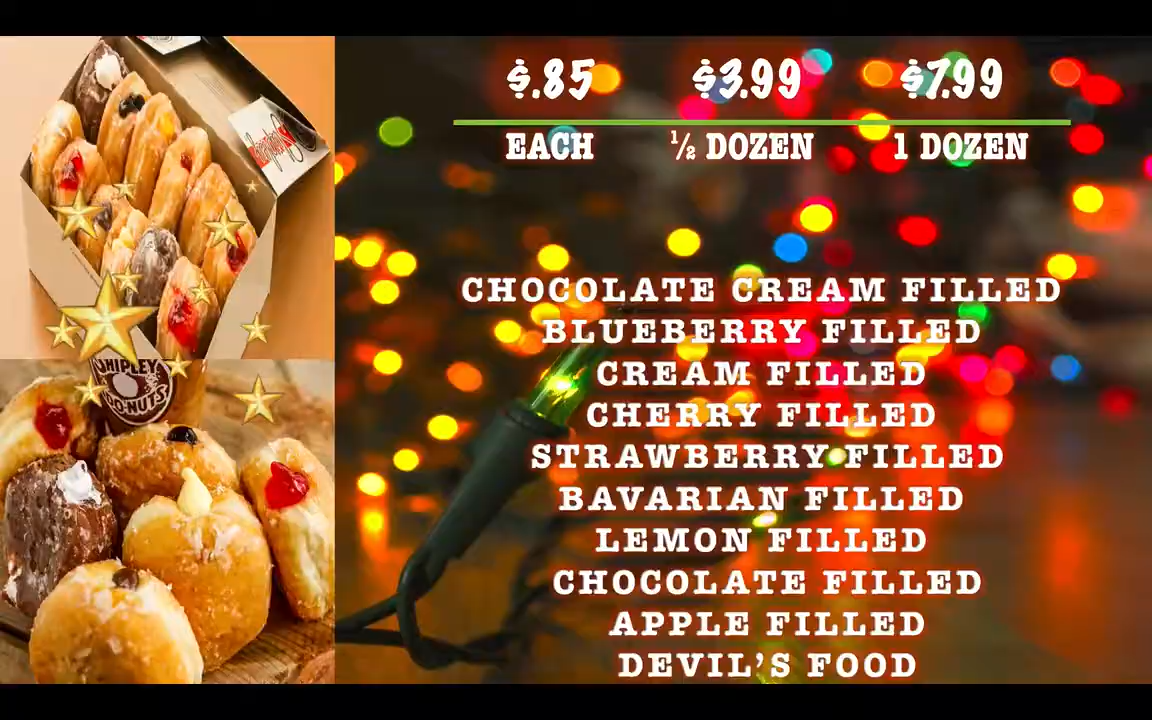 $.85 $3.99 $7.99
EACH ½ DOZEN 1 DOZEN
CHOCOLATE CREAM FILLED
BLUEBERRY FILLED
CREAM FILLED
CHERRY FILLED
STRAWBERRY FILLED
BAVARIAN FILLED
LEMON FILLED
CHOCOLATE FILLED
APPLE FILLED
DEVIL'S FOOD
SHIPLEY
DO-NUTS